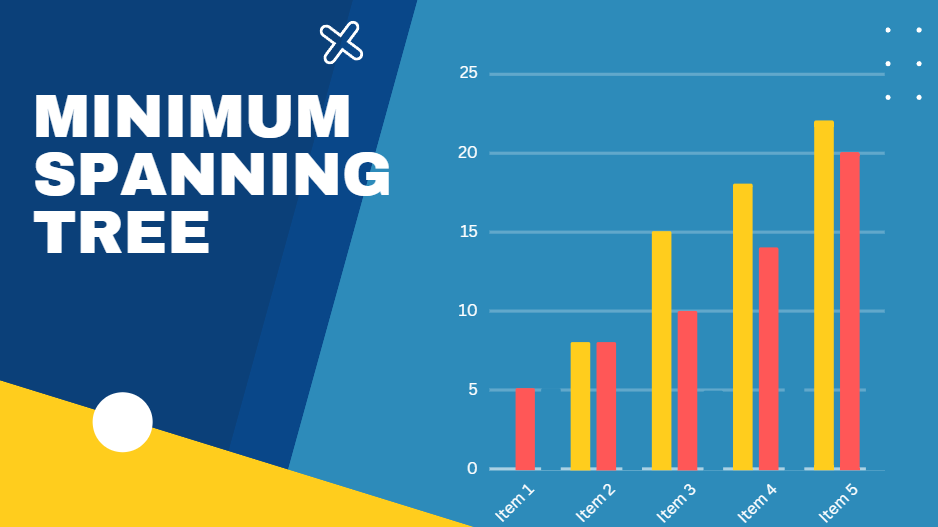 MINIMUM
SPANNING
TREE
25
20
15
10
5
0
Item 1
Item 2
Item 3
Item 4
Item 5